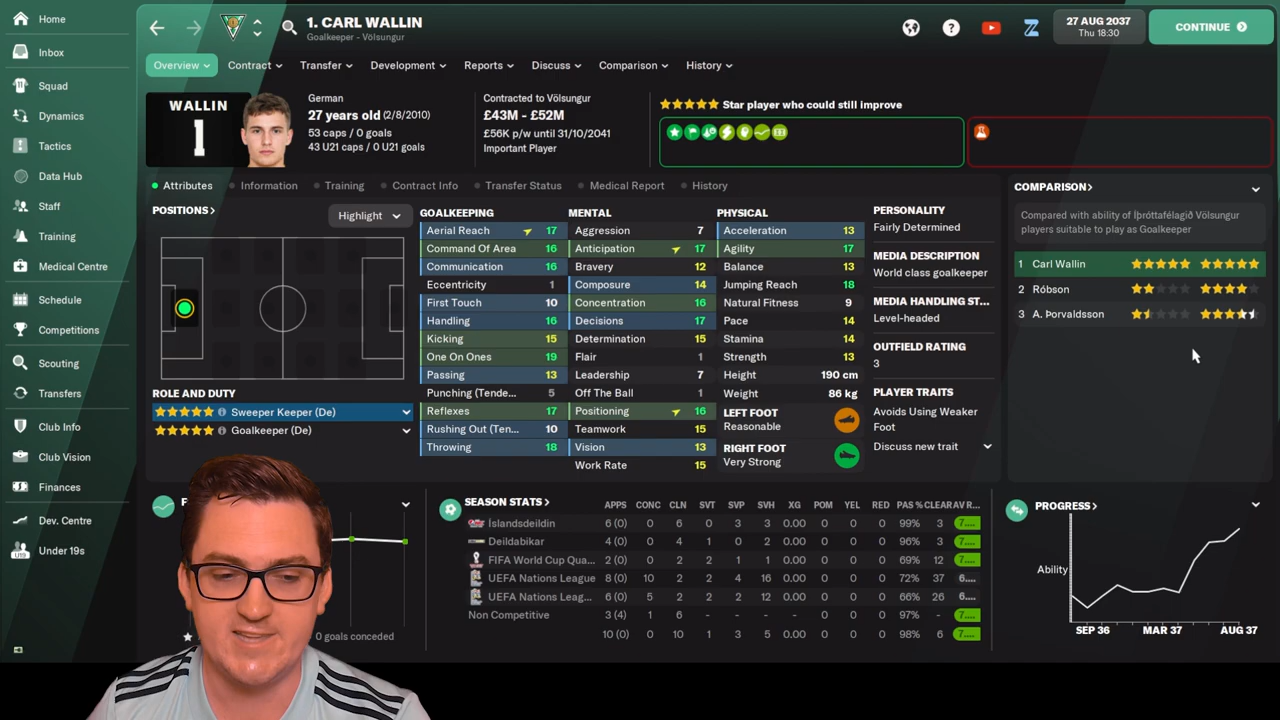 Home
Inbox
Squad
Dynamics
Tactics
Data Hub
Staff
Training
Medical Centre
Schedule
Competitions
Scouting
Transfers
Club Info
Club Vision
Finances
Dev. Centre
Under 19s
U19
1. CARL WALLIN
Goalkeeper - Völsungur
27 AUG 2037
Thu 18:30
CONTINUE
Overview
Contract
Transfer
Development
Reports
Discuss
Comparison
History
WALLIN
1
German
27 years old (2/8/2010)
53 caps / 0 goals
43 U21 caps / 0 U21 goals
Contracted to Völsungur
£43M - £52M
£56K p/w until 31/10/2041
Important Player
Star player who could still improve
Attributes
Information
Training
Contract Info
Transfer Status
Medical Report
History
POSITIONS
Highlight
ROLE AND DUTY
Sweeper Keeper (De)
Goalkeeper (De)
GOALKEEPING
Aerial Reach 17
Command Of Area 16
Communication 16
Eccentricity 1
First Touch 10
Handling 16
Kicking 15
One On Ones 19
Passing 13
Punching (Tende... 5
Reflexes 17
Rushing Out (Ten... 10
Throwing 18
MENTAL
Aggression 7
Anticipation 17
Bravery 12
Composure 14
Concentration 16
Decisions 17
Determination 15
Flair 1
Leadership 7
Off The Ball 1
Positioning 16
Teamwork 15
Vision 13
Work Rate 15
PHYSICAL
Acceleration 13
Agility 17
Balance 13
Jumping Reach 18
Natural Fitness 9
Pace 14
Stamina 14
Strength 13
Height 190 cm
Weight 86 kg
LEFT FOOT
Reasonable
RIGHT FOOT
Very Strong
PERSONALITY
Fairly Determined
MEDIA DESCRIPTION
World class goalkeeper
MEDIA HANDLING ST...
Level-headed
OUTFIELD RATING
3
PLAYER TRAITS
Avoids Using Weaker
Foot
Discuss new trait
COMPARISON
Compared with ability of Íþróttafélagið Völsungur
players suitable to play as Goalkeeper
1 Carl Wallin
2 Róbson
3 A. Þorvaldsson
0 goals conceded
SEASON STATS
APPS CONC CLN SVT SVP SVH XG POM YEL RED PAS % CLEAR AV R...
Íslandsdeildin 6 (0) 0 6 0 3 3 0.00 0 0 0 99% 3 7....
Deildabikar 4 (0) 0 4 1 0 2 0.00 0 0 0 96% 3 7....
FIFA World Cup Qua... 2 (0) 0 2 2 1 1 0.00 0 0 0 69% 12 7....
UEFA Nations League 8 (0) 10 2 2 4 16 0.00 0 0 0 72% 37 6....
UEFA Nations Leag... 6 (0) 5 2 2 2 12 0.00 0 0 0 66% 26 6....
Non Competitive 3 (4) 1 6 - - - - 0 0 0 97% - 7....
10 (0) 0 10 1 3 5 0.00 0 0 0 98% 6 7....
PROGRESS
Ability
SEP 36 MAR 37 AUG 37